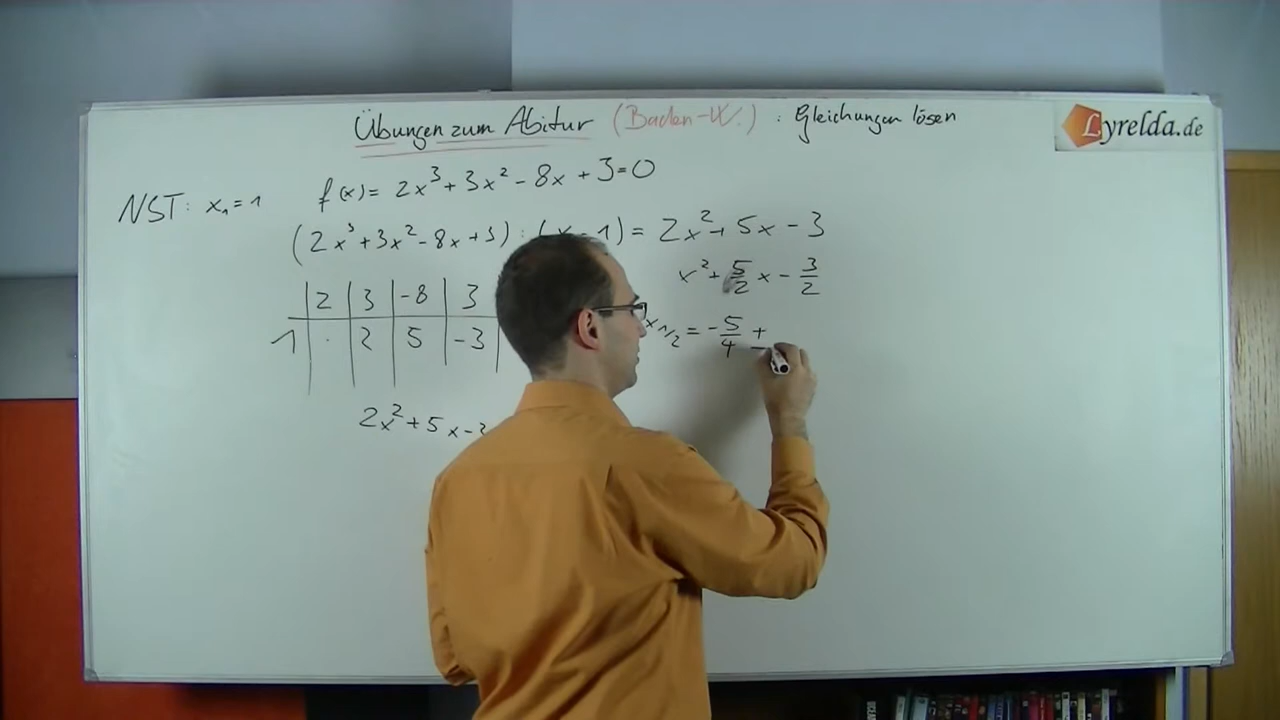 Übungen zum Abitur (Baden-W.) : Gleichungen lösen
Lyrelda.de
NST: x₁ = 1
f(x) = 2x³ + 3x² - 8x + 3 = 0
(2x³ + 3x² - 8x + 3) : (x - 1) = 2x² + 5x - 3
x² + 5/2 x - 3/2
2 | 3 | -8 | 3
1 | · | 2 | 5 | -3
x 1/2 = - 5/4 ±
2x² + 5x - 3